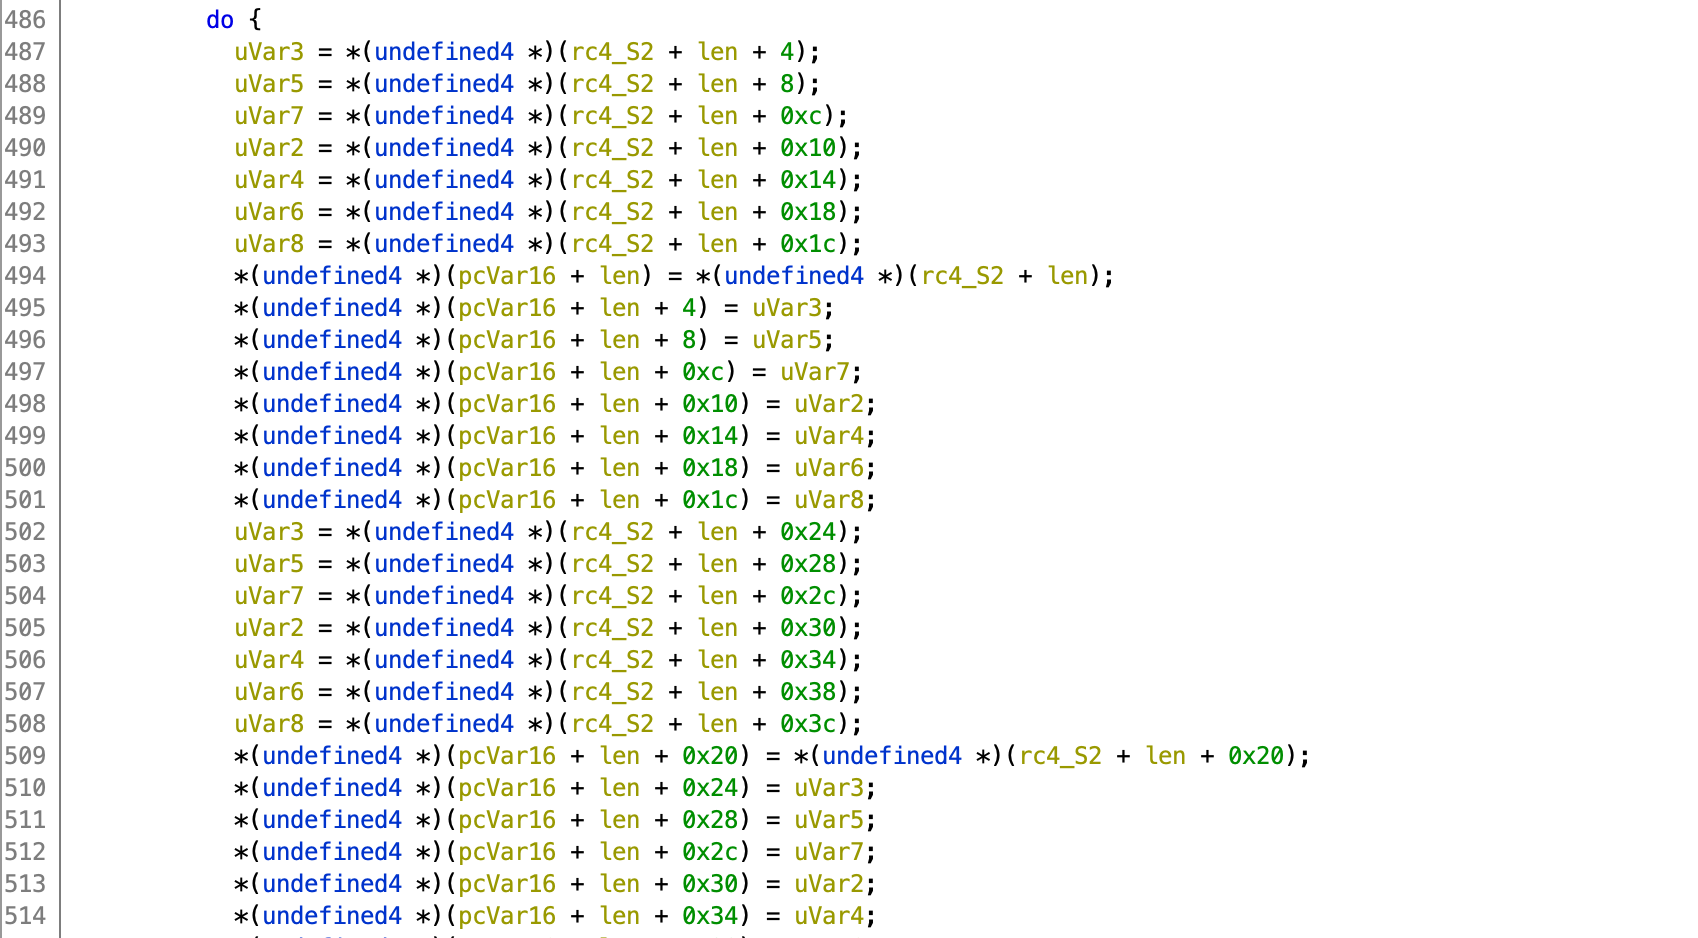 486 do {
487 uVar3 = *(undefined4 *)(rc4_S2 + len + 4);
488 uVar5 = *(undefined4 *)(rc4_S2 + len + 8);
489 uVar7 = *(undefined4 *)(rc4_S2 + len + 0xc);
490 uVar2 = *(undefined4 *)(rc4_S2 + len + 0x10);
491 uVar4 = *(undefined4 *)(rc4_S2 + len + 0x14);
492 uVar6 = *(undefined4 *)(rc4_S2 + len + 0x18);
493 uVar8 = *(undefined4 *)(rc4_S2 + len + 0x1c);
494 *(undefined4 *)(pcVar16 + len) = *(undefined4 *)(rc4_S2 + len);
495 *(undefined4 *)(pcVar16 + len + 4) = uVar3;
496 *(undefined4 *)(pcVar16 + len + 8) = uVar5;
497 *(undefined4 *)(pcVar16 + len + 0xc) = uVar7;
498 *(undefined4 *)(pcVar16 + len + 0x10) = uVar2;
499 *(undefined4 *)(pcVar16 + len + 0x14) = uVar4;
500 *(undefined4 *)(pcVar16 + len + 0x18) = uVar6;
501 *(undefined4 *)(pcVar16 + len + 0x1c) = uVar8;
502 uVar3 = *(undefined4 *)(rc4_S2 + len + 0x24);
503 uVar5 = *(undefined4 *)(rc4_S2 + len + 0x28);
504 uVar7 = *(undefined4 *)(rc4_S2 + len + 0x2c);
505 uVar2 = *(undefined4 *)(rc4_S2 + len + 0x30);
506 uVar4 = *(undefined4 *)(rc4_S2 + len + 0x34);
507 uVar6 = *(undefined4 *)(rc4_S2 + len + 0x38);
508 uVar8 = *(undefined4 *)(rc4_S2 + len + 0x3c);
509 *(undefined4 *)(pcVar16 + len + 0x20) = *(undefined4 *)(rc4_S2 + len + 0x20);
510 *(undefined4 *)(pcVar16 + len + 0x24) = uVar3;
511 *(undefined4 *)(pcVar16 + len + 0x28) = uVar5;
512 *(undefined4 *)(pcVar16 + len + 0x2c) = uVar7;
513 *(undefined4 *)(pcVar16 + len + 0x30) = uVar2;
514 *(undefined4 *)(pcVar16 + len + 0x34) = uVar4;